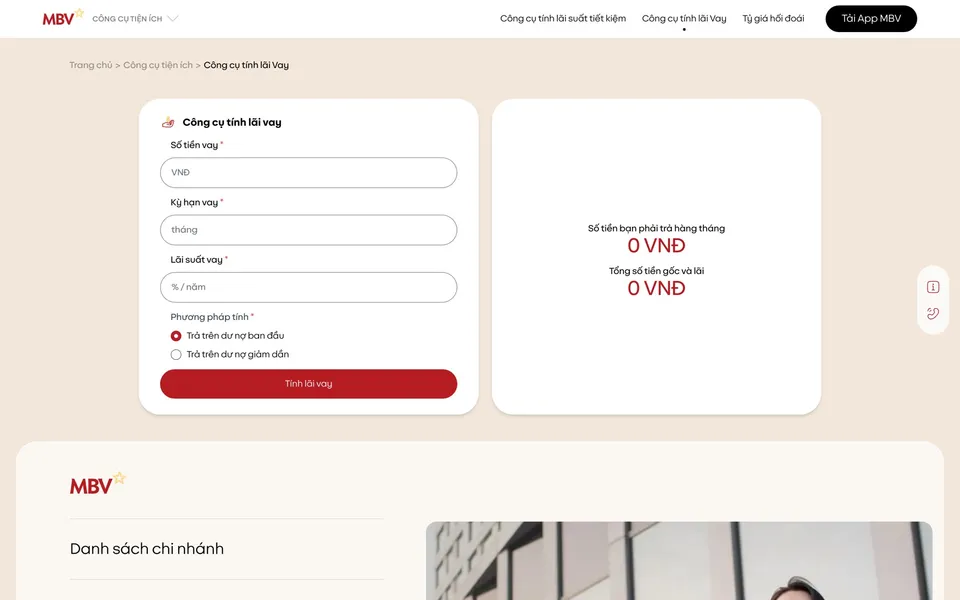 MBV
CÔNG CỤ TIỆN ÍCH
Công cụ tính lãi suất tiết kiệm
Công cụ tính lãi Vay
Tỷ giá hối đoái
Tải App MBV
Trang chủ > Công cụ tiện ích > Công cụ tính lãi Vay
Công cụ tính lãi vay
Số tiền vay *
VNĐ
Kỳ hạn vay *
tháng
Lãi suất vay *
% / năm
Phương pháp tính *
Trả trên dư nợ ban đầu
Trả trên dư nợ giảm dần
Tính lãi vay
Số tiền bạn phải trả hàng tháng
0 VNĐ
Tổng số tiền gốc và lãi
0 VNĐ
MBV
Danh sách chi nhánh